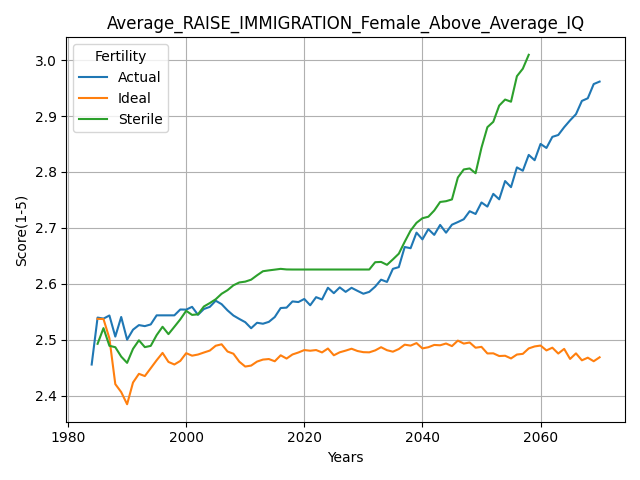 Average_RAISE_IMMIGRATION_Female_Above_Average_IQ
Fertility
Actual
Ideal
Sterile
Score(1-5)
3.0
2.9
2.8
2.7
2.6
2.5
2.4
1980
2000
2020
2040
2060
Years